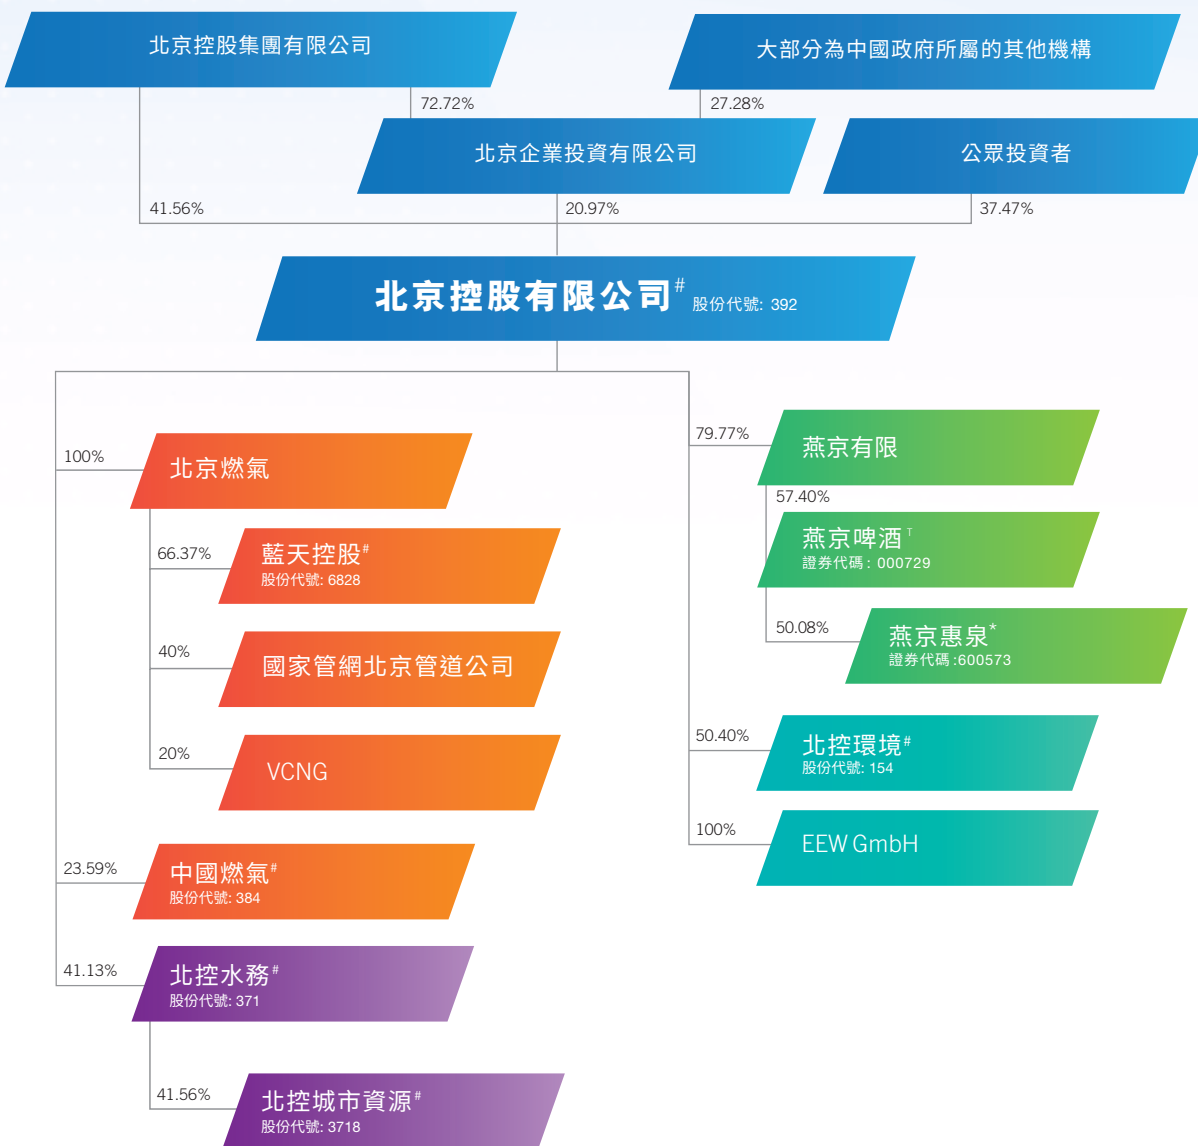 北京控股集團有限公司
大部分為中國政府所屬的其他機構
72.72%
27.28%
北京企業投資有限公司
公眾投資者
41.56%
20.97%
37.47%
北京控股有限公司# 股份代號: 392
100%
北京燃氣
66.37%
藍天控股#
股份代號: 6828
40%
國家管網北京管道公司
20%
VCNG
23.59%
中國燃氣#
股份代號: 384
41.13%
北控水務#
股份代號: 371
41.56%
北控城市資源#
股份代號: 3718
79.77%
燕京有限
57.40%
燕京啤酒T
證券代碼: 000729
50.08%
燕京惠泉*
證券代碼:600573
50.40%
北控環境#
股份代號: 154
100%
EEW GmbH